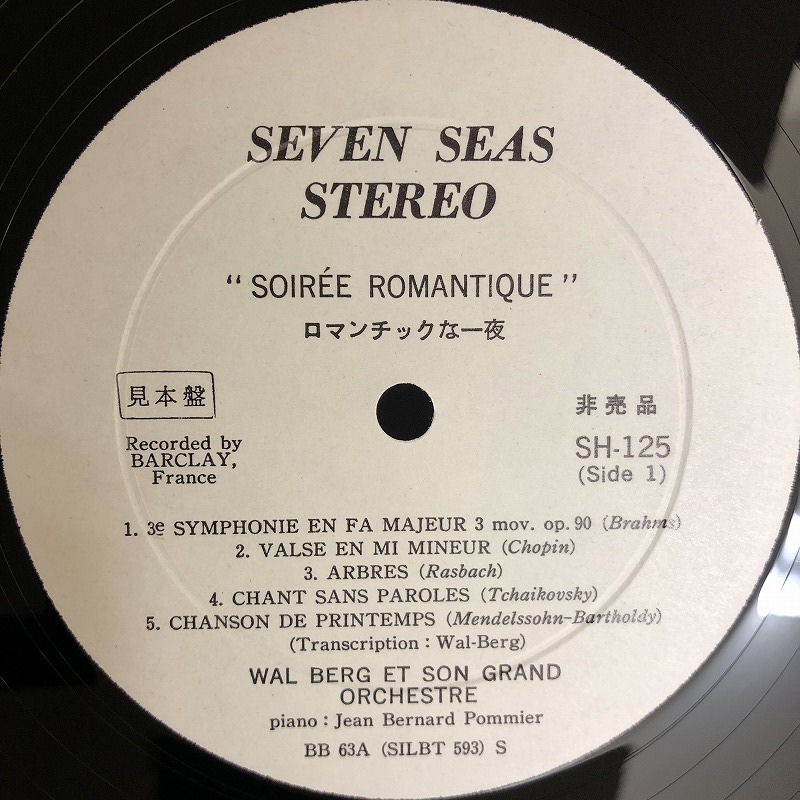 SEVEN SEAS
STEREO
“SOIRÉE ROMANTIQUE”
ロマンチックな一夜
見本盤
非売品
Recorded by
BARCLAY,
France
SH-125
(Side 1)
1. 3e SYMPHONIE EN FA MAJEUR 3 mov. op. 90 (Brahms)
2. VALSE EN MI MINEUR (Chopin)
3. ARBRES (Rasbach)
4. CHANT SANS PAROLES (Tchaikovsky)
5. CHANSON DE PRINTEMPS (Mendelssohn-Bartholdy)
(Transcription : Wal-Berg)
WAL BERG ET SON GRAND
ORCHESTRE
piano : Jean Bernard Pommier
BB 63A (SILBT 593) S